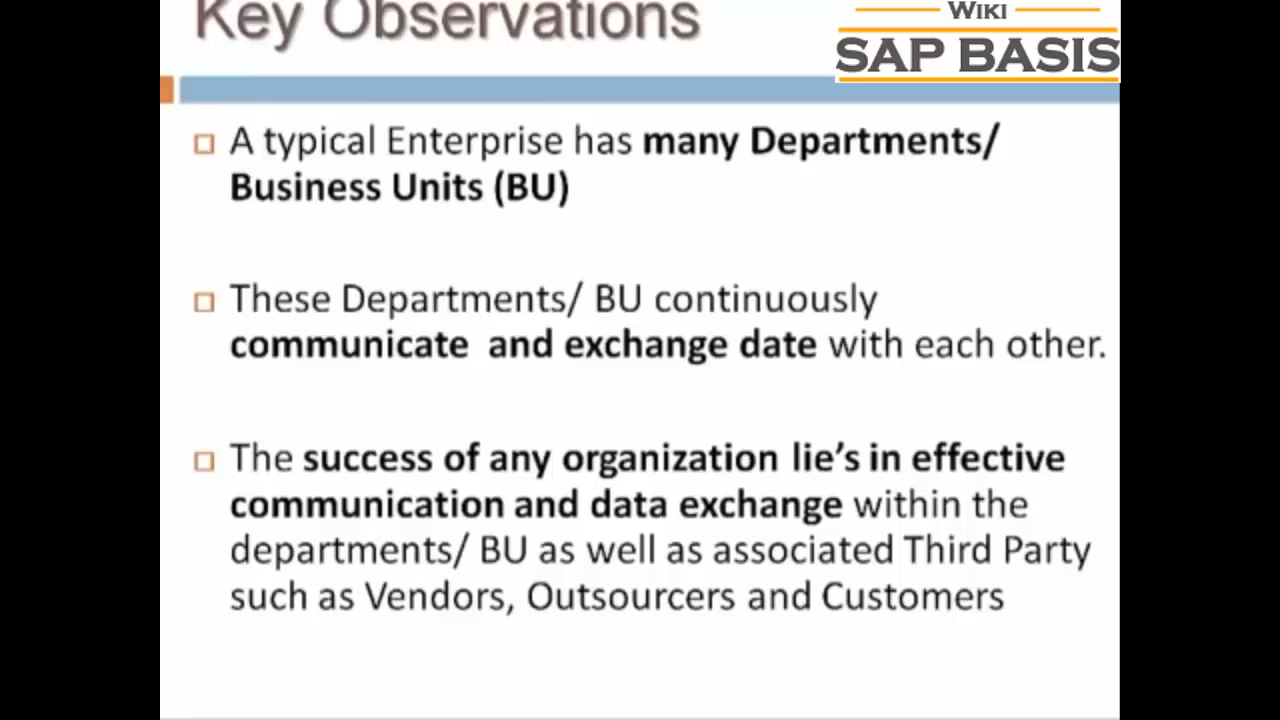 Key Observations
WIKI
SAP BASIS
A typical Enterprise has many Departments/
Business Units (BU)
These Departments/ BU continuously
communicate and exchange date with each other.
The success of any organization lie's in effective
communication and data exchange within the
departments/ BU as well as associated Third Party
such as Vendors, Outsourcers and Customers